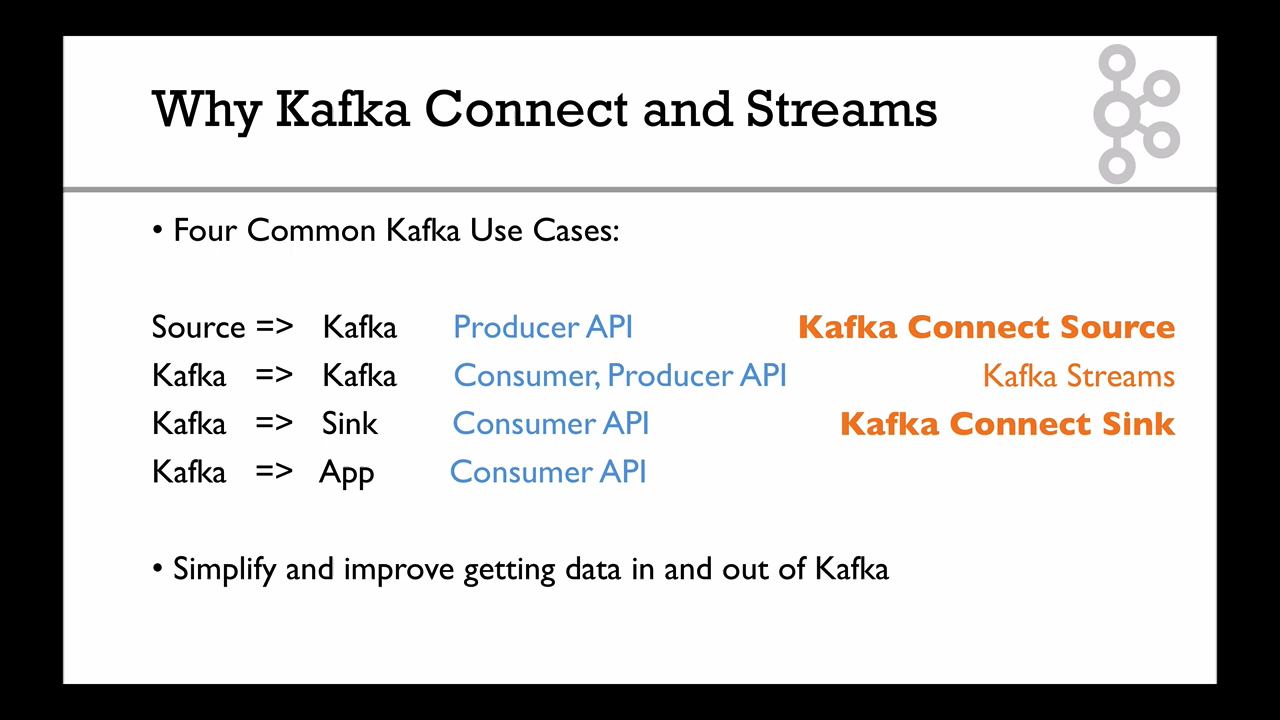 Why Kafka Connect and Streams
• Four Common Kafka Use Cases:
Source => Kafka Producer API Kafka Connect Source
Kafka => Kafka Consumer, Producer API Kafka Streams
Kafka => Sink Consumer API Kafka Connect Sink
Kafka => App Consumer API
• Simplify and improve getting data in and out of Kafka